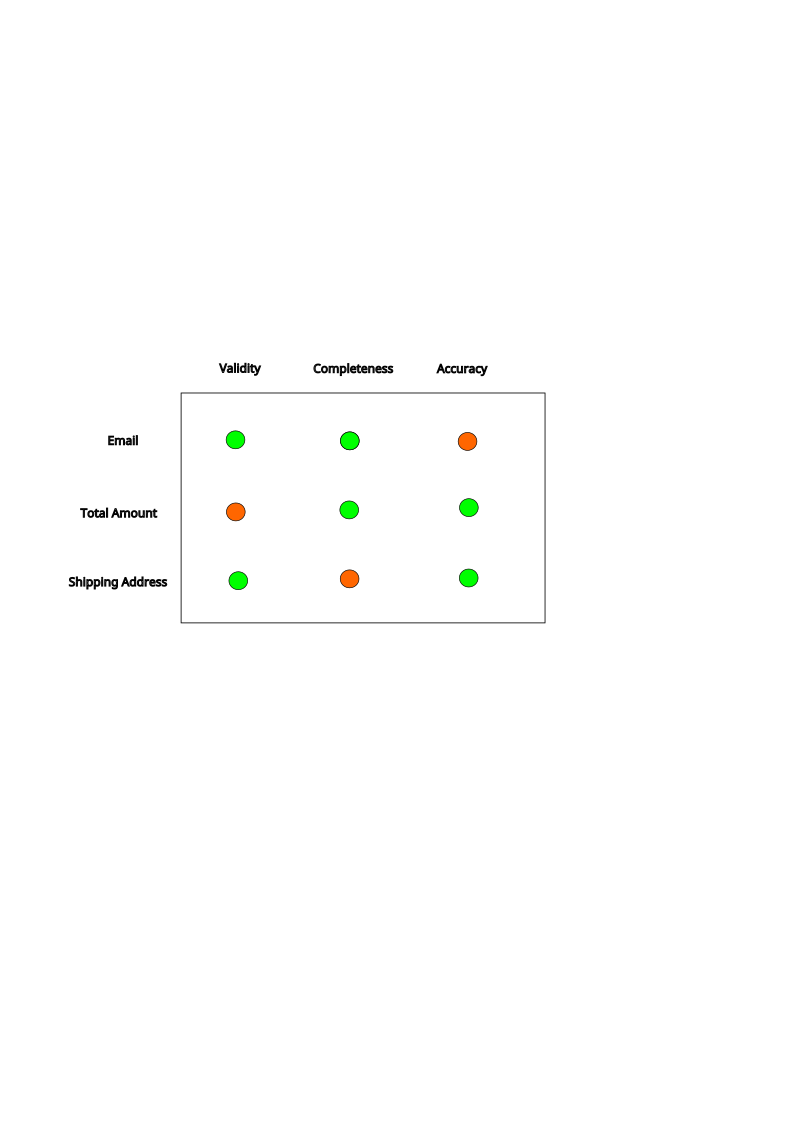 Validity Completeness Accuracy
Email
Total Amount
Shipping Address